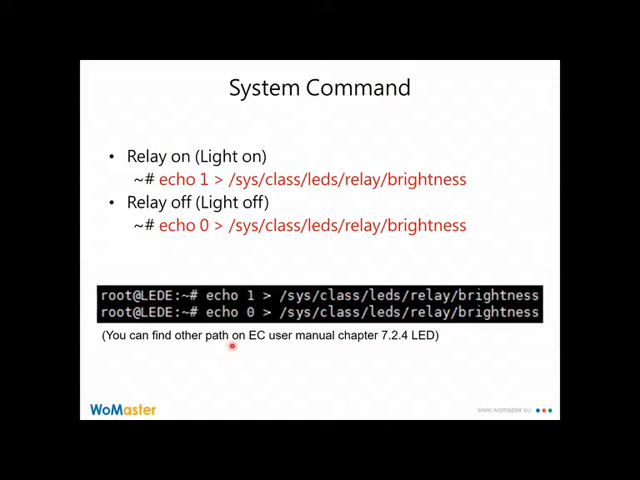 System Command
• Relay on (Light on)
~# echo 1 > /sys/class/leds/relay/brightness
• Relay off (Light off)
~# echo 0 > /sys/class/leds/relay/brightness
root@LEDE:~# echo 1 > /sys/class/leds/relay/brightness
root@LEDE:~# echo 0 > /sys/class/leds/relay/brightness
(You can find other path on EC user manual chapter 7.2.4 LED)
WoMaster
www.womaster.eu